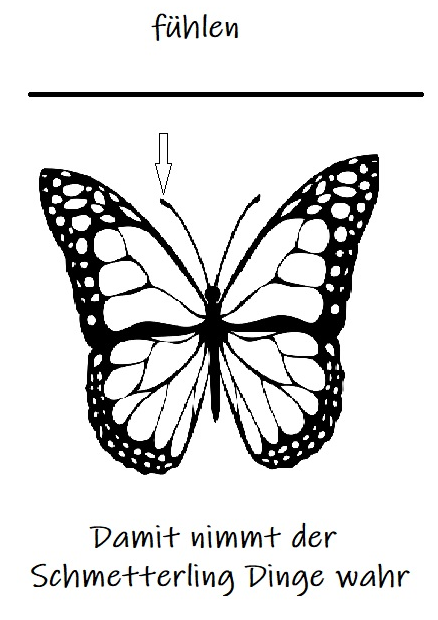 fühlen
Damit nimmt der
Schmetterling Dinge wahr